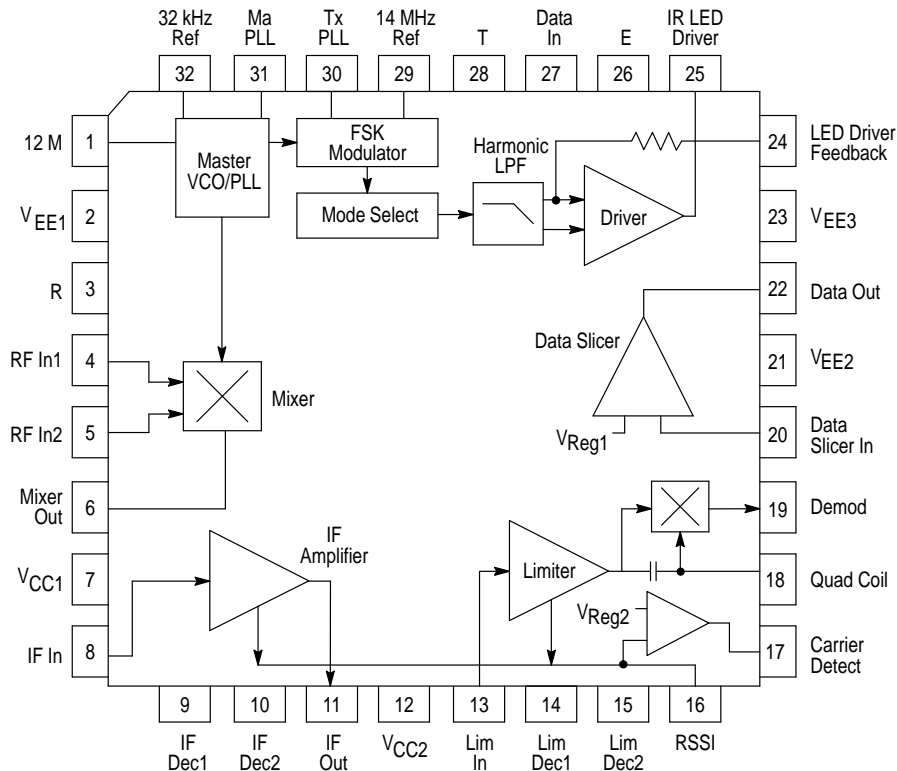 32 kHz
Ref
Ma
PLL
Tx
PLL
14 MHz
Ref
T
Data
In
E
IR LED
Driver
32
31
30
29
28
27
26
25
12 M
1
Master
VCO/PLL
FSK
Modulator
Harmonic
LPF
24
LED Driver
Feedback
VEE1
2
Mode Select
Driver
23
VEE3
R
3
22
Data Out
RF In1
4
Mixer
Data Slicer
21
VEE2
RF In2
5
VReg1
20
Data
Slicer In
Mixer
Out
6
19
Demod
VCC1
7
IF
Amplifier
Limiter
18
Quad Coil
IF In
8
VReg2
17
Carrier
Detect
9
10
11
12
13
14
15
16
IF
Dec1
IF
Dec2
IF
Out
VCC2
Lim
In
Lim
Dec1
Lim
Dec2
RSSI